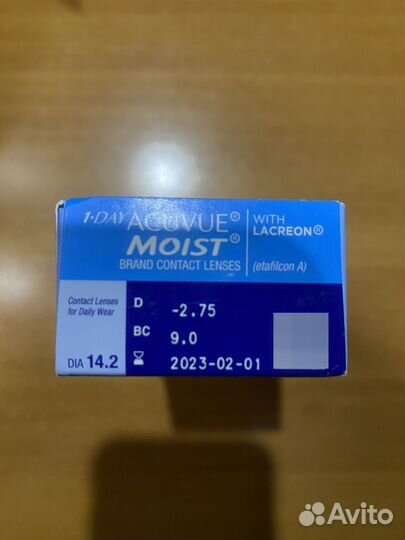 1·DAY ACUVUE®
MOIST®
BRAND CONTACT LENSES
WITH
LACREON®
(etafilcon A)
Contact Lenses
for Daily Wear
DIA 14.2
D -2.75
BC 9.0
2023-02-01
Avito